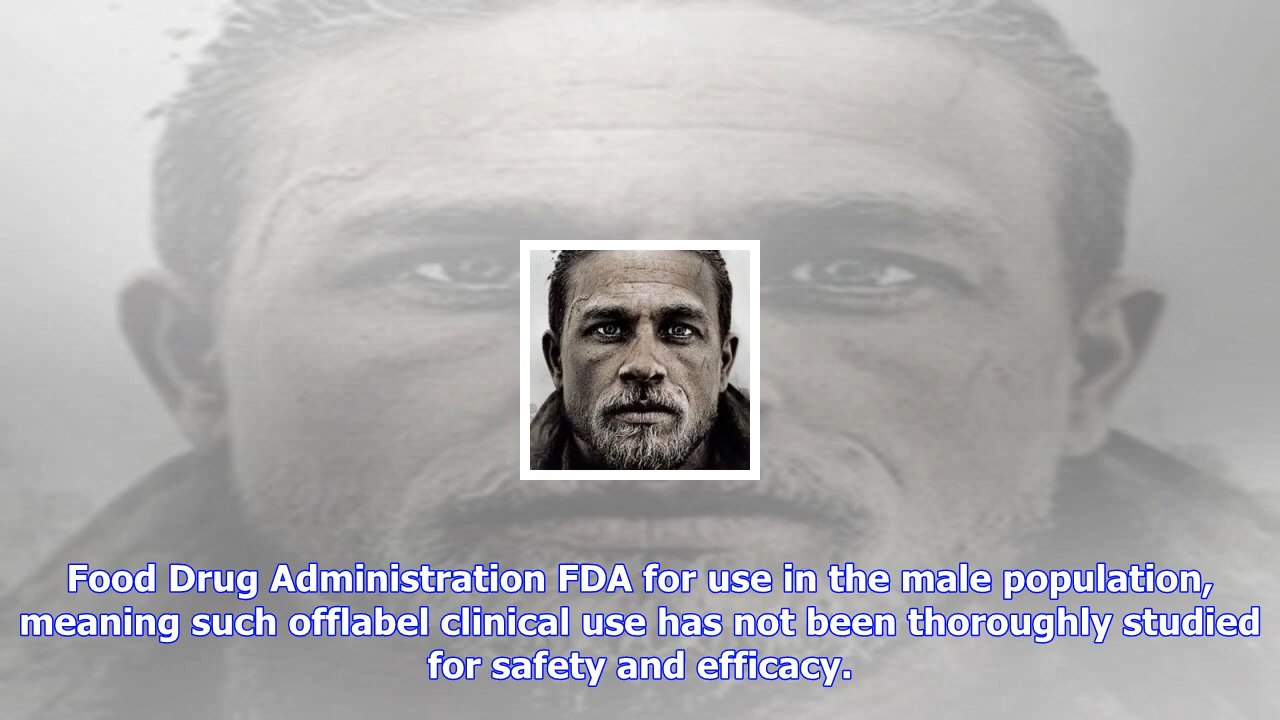 Food Drug Administration FDA for use in the male population,
meaning such offlabel clinical use has not been thoroughly studied
for safety and efficacy.